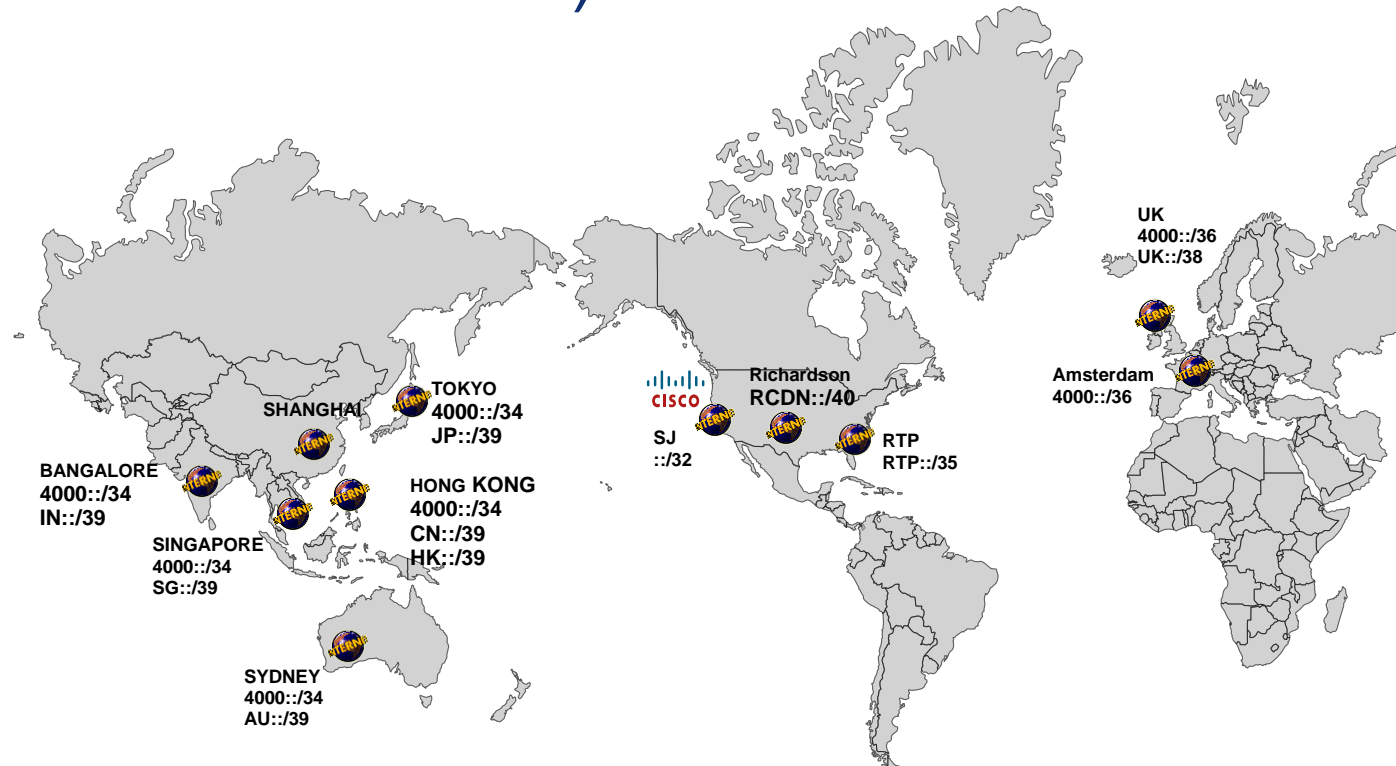 )
UK
4000::/36
UK::/38
Amsterdam
4000::/36
CISCO
SJ
::/32
Richardson
RCDN::/40
RTP
RTP::/35
TOKYO
4000::/34
JP::/39
SHANGHAI
BANGALORE
4000::/34
IN::/39
HONG KONG
4000::/34
CN::/39
HK::/39
SINGAPORE
4000::/34
SG::/39
SYDNEY
4000::/34
AU::/39